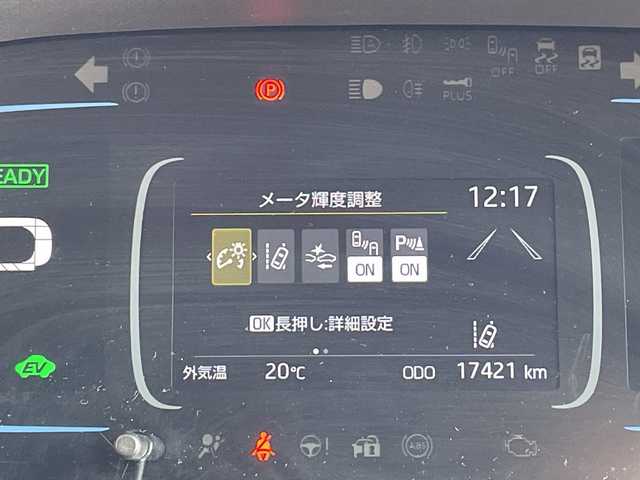 OFF
OFF
PLUS
READY
メータ輝度調整
12:17
P
ON
ON
OK長押し:詳細設定
EV
外気温
20℃
ODO
17421 km
ABS